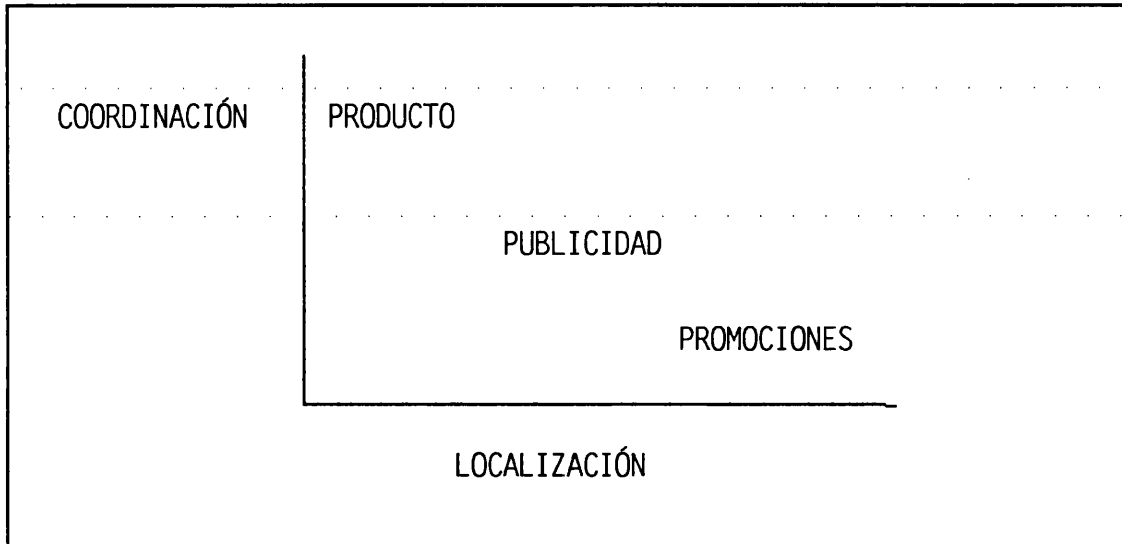 COORDINACIÓN PRODUCTO
PUBLICIDAD
PROMOCIONES
LOCALIZACIÓN